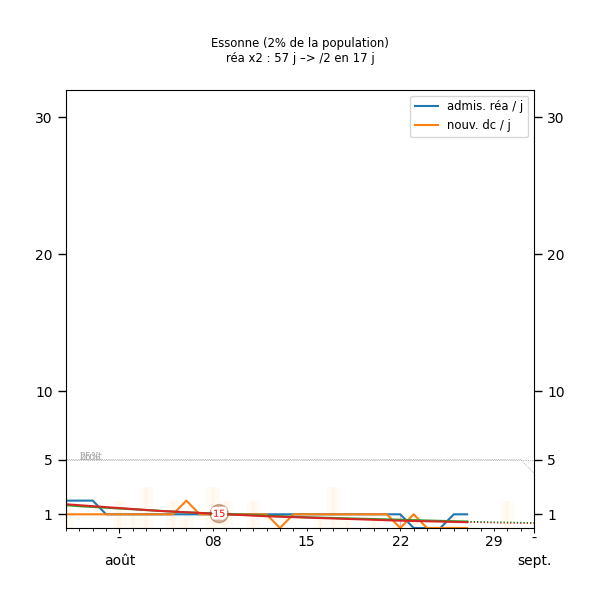 Essonne (2% de la population)
réa x2 : 57 j –> /2 en 17 j
admis. réa / j
nouv. dc / j
30 30
20 20
10 10
5 25% 5
1 15 1
- 08 15 22 29 -
août sept.